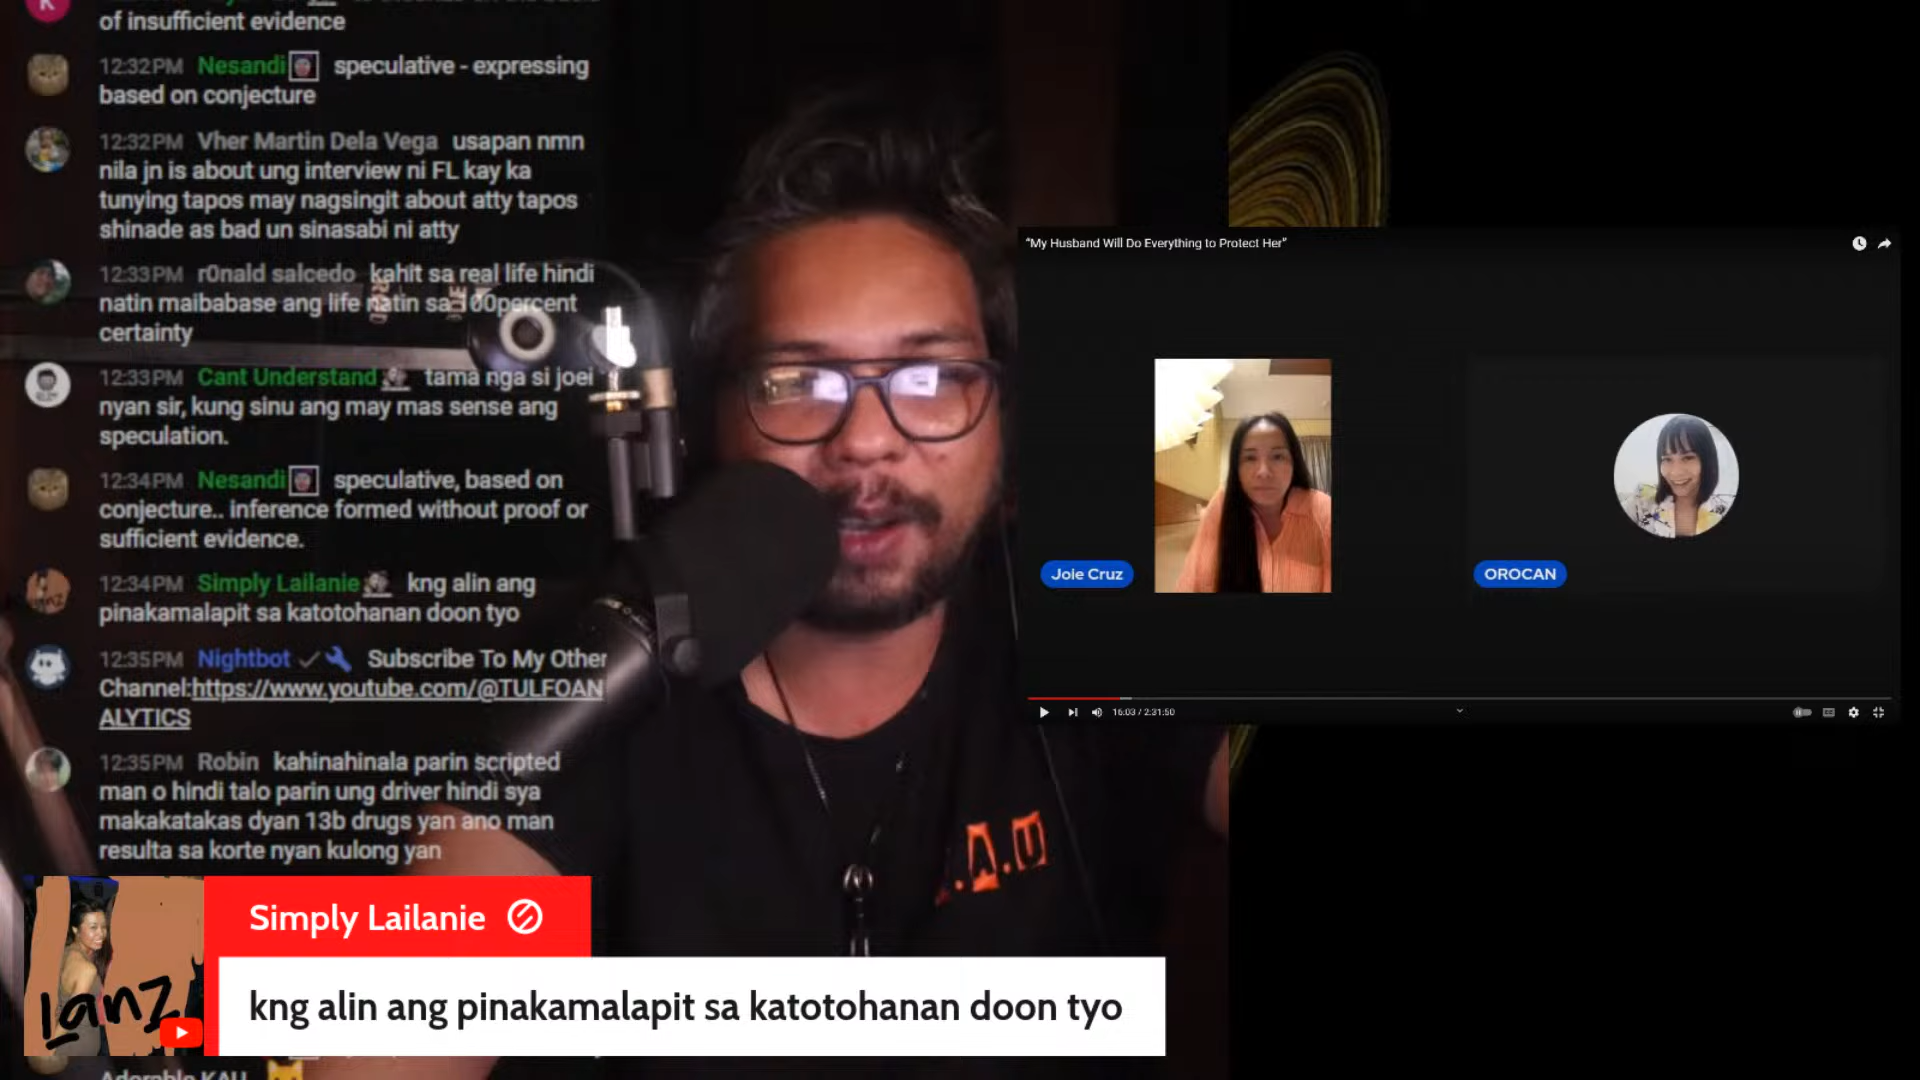 of insufficient evidence
12:32PM Nesandi speculative - expressing
based on conjecture
12:32PM Vher Martin Dela Vega usapan nmn
nila jn is about ung interview ni FL kay ka
tunying tapos may nagsingit about atty tapos
shinade as bad un sinasabi ni atty
12:33PM r0nald salcedo kahit sa real life hindi
natin maibabase ang life natin sa 100percent
certainty
12:33PM Cant Understand tama nga si joei
nyan sir, kung sinu ang may mas sense ang
speculation.
12:34PM Nesandi speculative, based on
conjecture.. inference formed without proof or
sufficient evidence.
12:34PM Simply Lailanie kng alin ang
pinakamalapit sa katotohanan doon tyo
12:35PM Nightbot Subscribe To My Other
Channel:https://www.youtube.com/@TULFOAN
ALYTICS
12:35PM Robin kahinahinala parin scripted
man o hindi talo parin ung driver hindi sya
makakatakas dyan 13b drugs yan ano man
resulta sa korte nyan kulong yan
"My Husband Will Do Everything to Protect Her"
Joie Cruz
OROCAN
16:03 / 2:31:50
.A.U
Lanz
Simply Lailanie
kng alin ang pinakamalapit sa katotohanan doon tyo